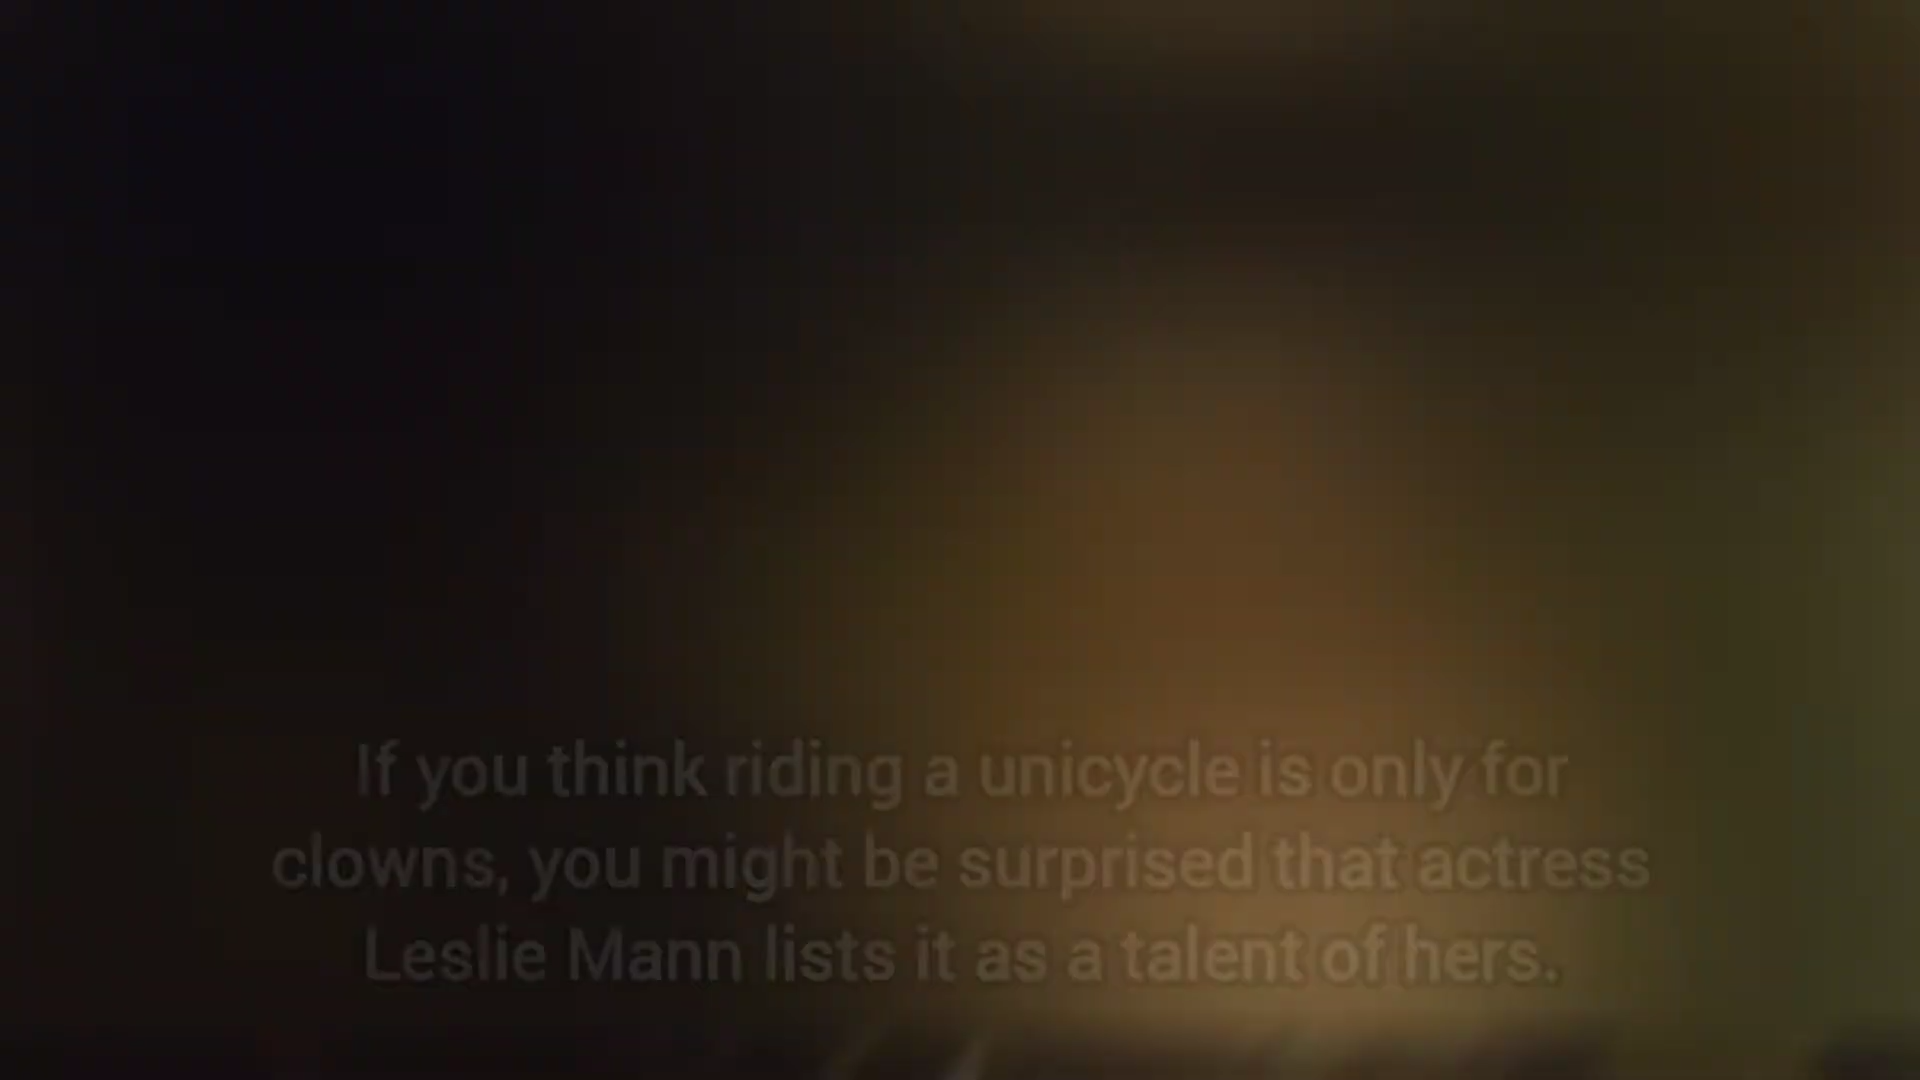 If you think riding a unicycle is only for
clowns, you might be surprised that actress
Leslie Mann lists it as a talent of hers.